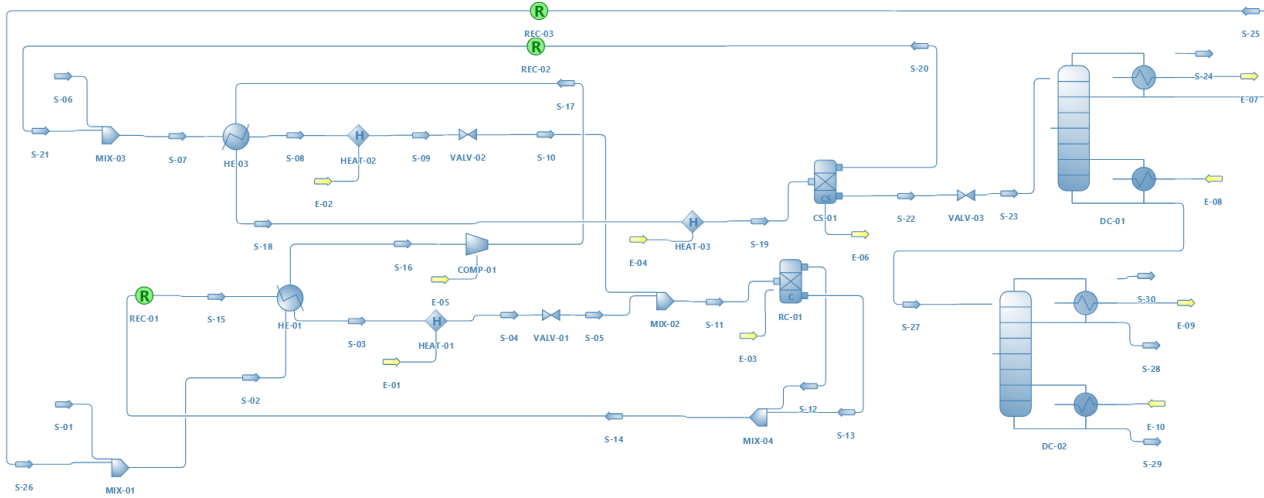 R
REC-03
S-25
R
REC-02
S-20
S-24
E-07
S-06
S-17
S-21
MIX-03
S-07
HE-03
S-08
H
HEAT-02
S-09
VALV-02
S-10
E-02
CS
CS-01
S-22
VALV-03
S-23
E-08
DC-01
S-18
H
HEAT-03
S-19
E-04
E-06
S-16
COMP-01
E-05
R
REC-01
S-15
HE-01
S-03
H
HEAT-01
S-04
VALV-01
S-05
MIX-02
S-11
C
RC-01
E-03
S-27
S-30
E-09
S-28
E-01
S-02
S-01
S-12
S-13
S-14
MIX-04
E-10
DC-02
S-29
S-26
MIX-01